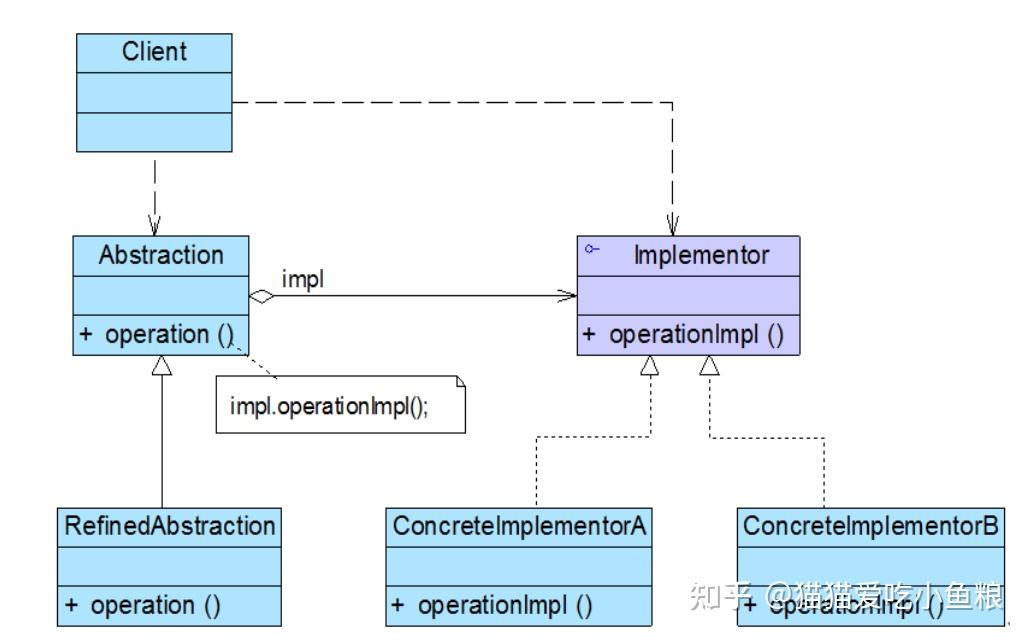 Client
Abstraction
impl
Implementor
+ operation ()
+ operationImpl ()
impl.operationImpl();
RefinedAbstraction
ConcreteImplementorA
ConcreteImplementorB
+ operation ()
+ operationImpl ()
+ operationImpl ()
知乎 @猫猫爱吃小鱼粮